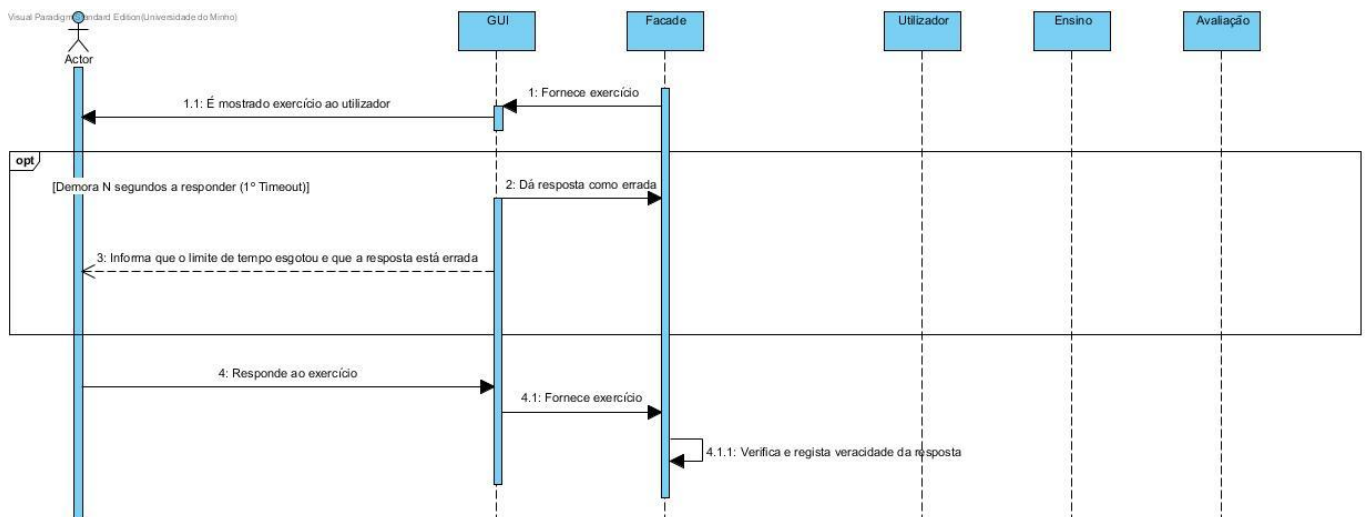 Visual Paradigm Standard Edition(Universidade do Minho)
Actor
GUI
Facade
Utilizador
Ensino
Avaliação
1: Fornece exercício
1.1: É mostrado exercício ao utilizador
opt
[Demora N segundos a responder (1º Timeout)]
2: Dá resposta como errada
3: Informa que o limite de tempo esgotou e que a resposta está errada
4: Responde ao exercício
4.1: Fornece exercício
4.1.1: Verifica e regista veracidade da resposta